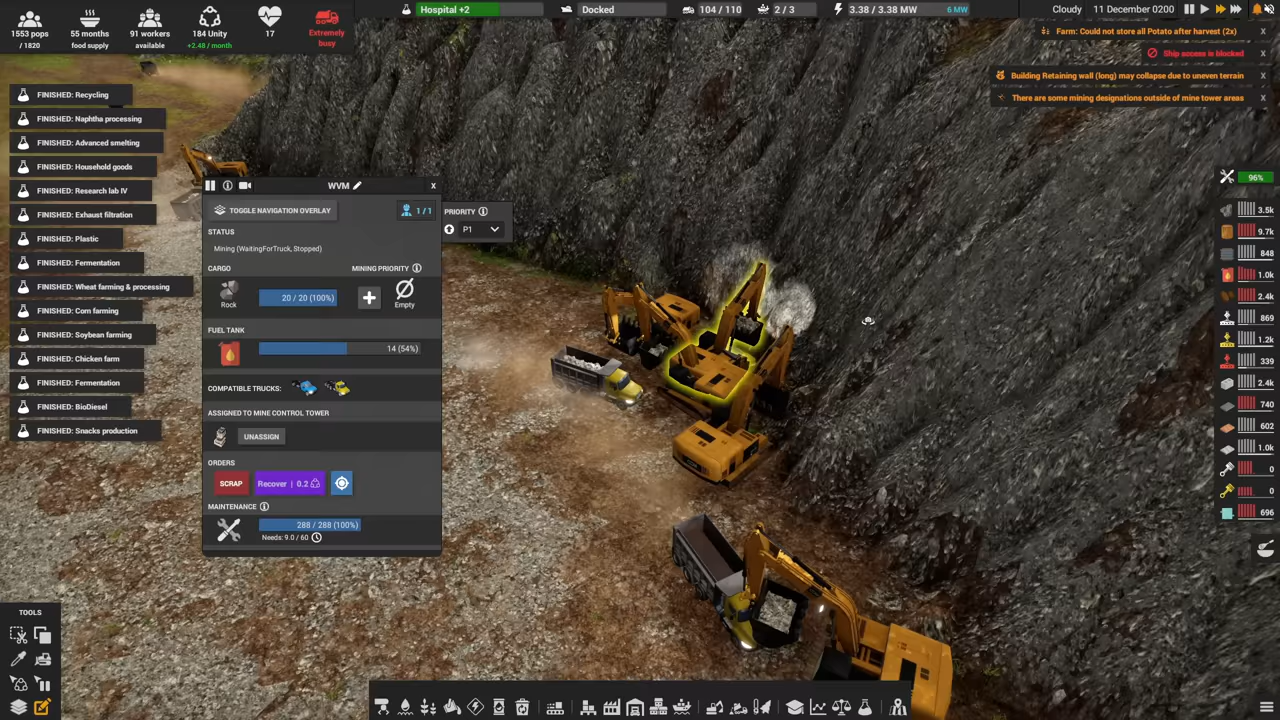 1553 pops
/ 1820
55 months
food supply
91 workers
available
184 Unity
+2.48 / month
17
Extremely
busy
Hospital +2
Docked
104 / 110
2 / 3
3.38 / 3.38 MW
6 MW
Cloudy
11 December 0200
Farm: Could not store all Potato after harvest (2x)
X
Ship access is blocked
X
Building Retaining wall (long) may collapse due to uneven terrain
X
There are some mining designations outside of mine tower areas
X
FINISHED: Recycling
FINISHED: Naphtha processing
FINISHED: Advanced smelting
FINISHED: Household goods
FINISHED: Research lab IV
FINISHED: Exhaust filtration
FINISHED: Plastic
FINISHED: Fermentation
FINISHED: Wheat farming & processing
FINISHED: Corn farming
FINISHED: Soybean farming
FINISHED: Chicken farm
FINISHED: Fermentation
FINISHED: BioDiesel
FINISHED: Snacks production
WVM
X
TOGGLE NAVIGATION OVERLAY
1 / 1
STATUS
Mining (WaitingForTruck, Stopped)
CARGO
MINING PRIORITY
Rock
20 / 20 (100%)
Empty
FUEL TANK
14 (54%)
COMPATIBLE TRUCKS:
ASSIGNED TO MINE CONTROL TOWER
UNASSIGN
ORDERS
SCRAP
Recover | 0.2
MAINTENANCE
288 / 288 (100%)
Needs: 9.0 / 60
PRIORITY
P1
96%
3.5k
9.7k
848
1.0k
2.4k
869
1.2k
339
2.4k
740
602
1.0k
0
0
696
TOOLS